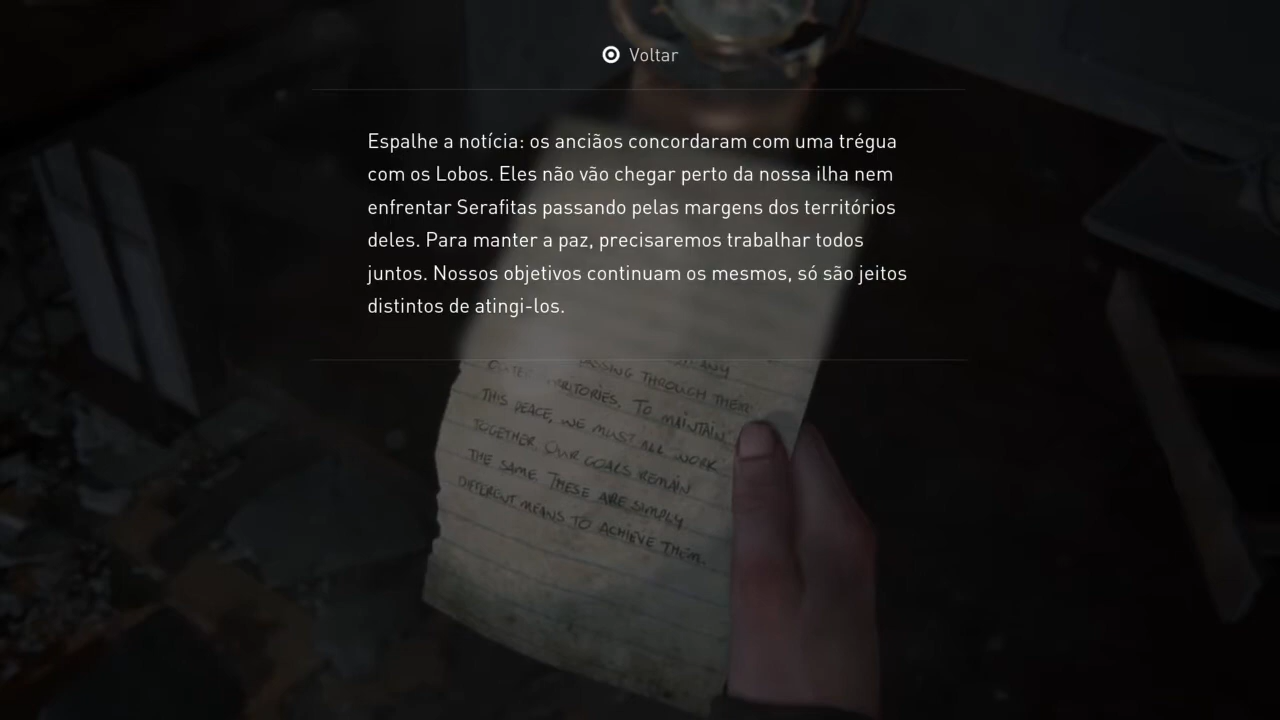 Voltar
Espalhe a notícia: os anciãos concordaram com uma trégua
com os Lobos. Eles não vão chegar perto da nossa ilha nem
enfrentar Serafitas passando pelas margens dos territórios
deles. Para manter a paz, precisaremos trabalhar todos
juntos. Nossos objetivos continuam os mesmos, só são jeitos
distintos de atingi-los.
THROUGH THEIR
TO MAINTAIN
THIS PEACE, WE MUST ALL WORK
TOGETHER. OUR GOALS REMAIN
THE SAME. THESE ARE SIMPLY
DIFFERENT MEANS TO ACHIEVE THEM.